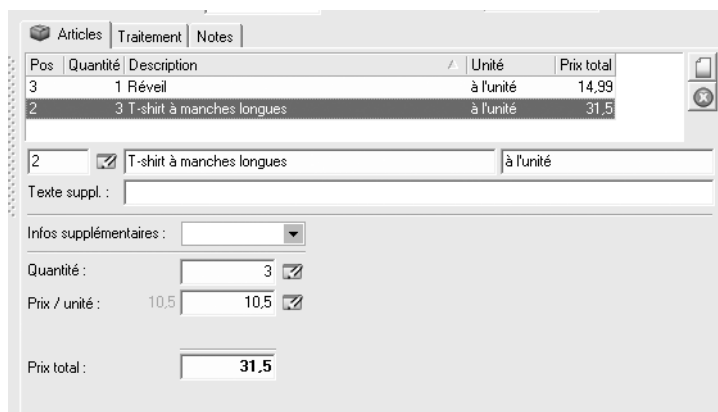 Articles Traitement Notes
Pos Quantité Description Unité Prix total
3 1 Réveil à l'unité 14,99
2 3 T-shirt à manches longues à l'unité 31,5
2 T-shirt à manches longues à l'unité
Texte suppl. :
Infos supplémentaires :
Quantité : 3
Prix / unité : 10,5 10,5
Prix total : 31,5